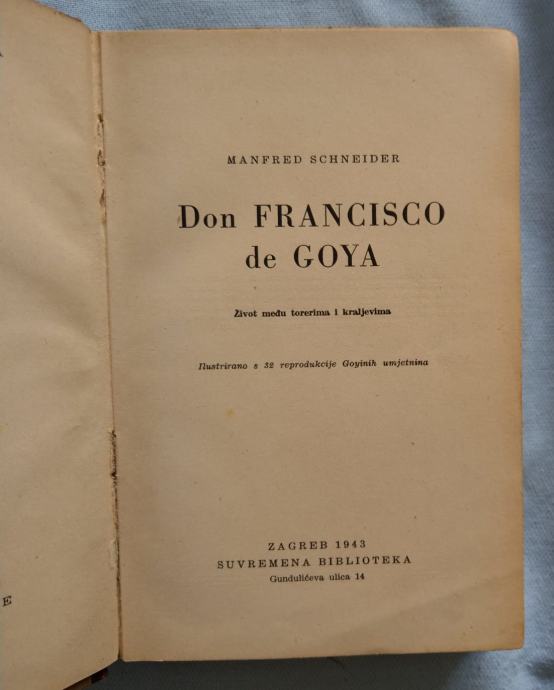 MANFRED SCHNEIDER
Don FRANCISCO
de GOYA
Život među torerima i kraljevima
Ilustrirano s 32 reprodukcije Goyinih umjetnina
ZAGREB 1943
SUVREMENA BIBLIOTEKA
Gundulićeva ulica 14
E